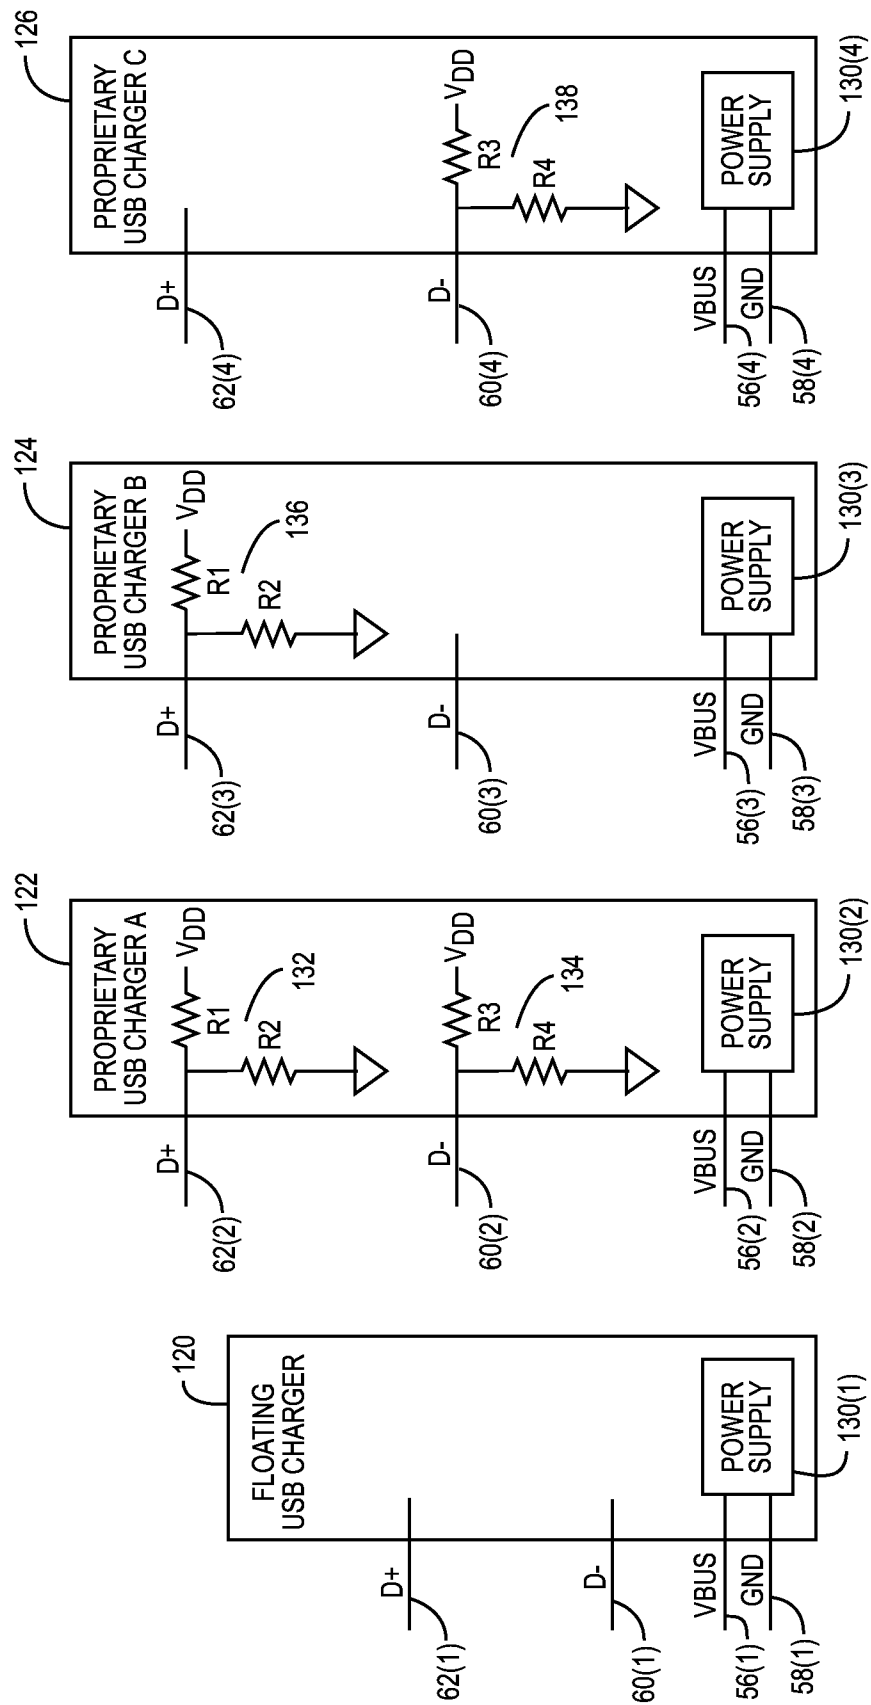 120
FLOATING
USB CHARGER
D+
62(1)
D-
60(1)
VBUS
56(1)
GND
58(1)
POWER
SUPPLY
130(1)
122
PROPRIETARY
USB CHARGER A
D+
62(2)
R1
VDD
R2
132
D-
60(2)
R3
VDD
R4
134
VBUS
56(2)
GND
58(2)
POWER
SUPPLY
130(2)
124
PROPRIETARY
USB CHARGER B
D+
62(3)
R1
VDD
R2
136
D-
60(3)
VBUS
56(3)
GND
58(3)
POWER
SUPPLY
130(3)
126
PROPRIETARY
USB CHARGER C
D+
62(4)
D-
60(4)
R3
VDD
R4
138
VBUS
56(4)
GND
58(4)
POWER
SUPPLY
130(4)